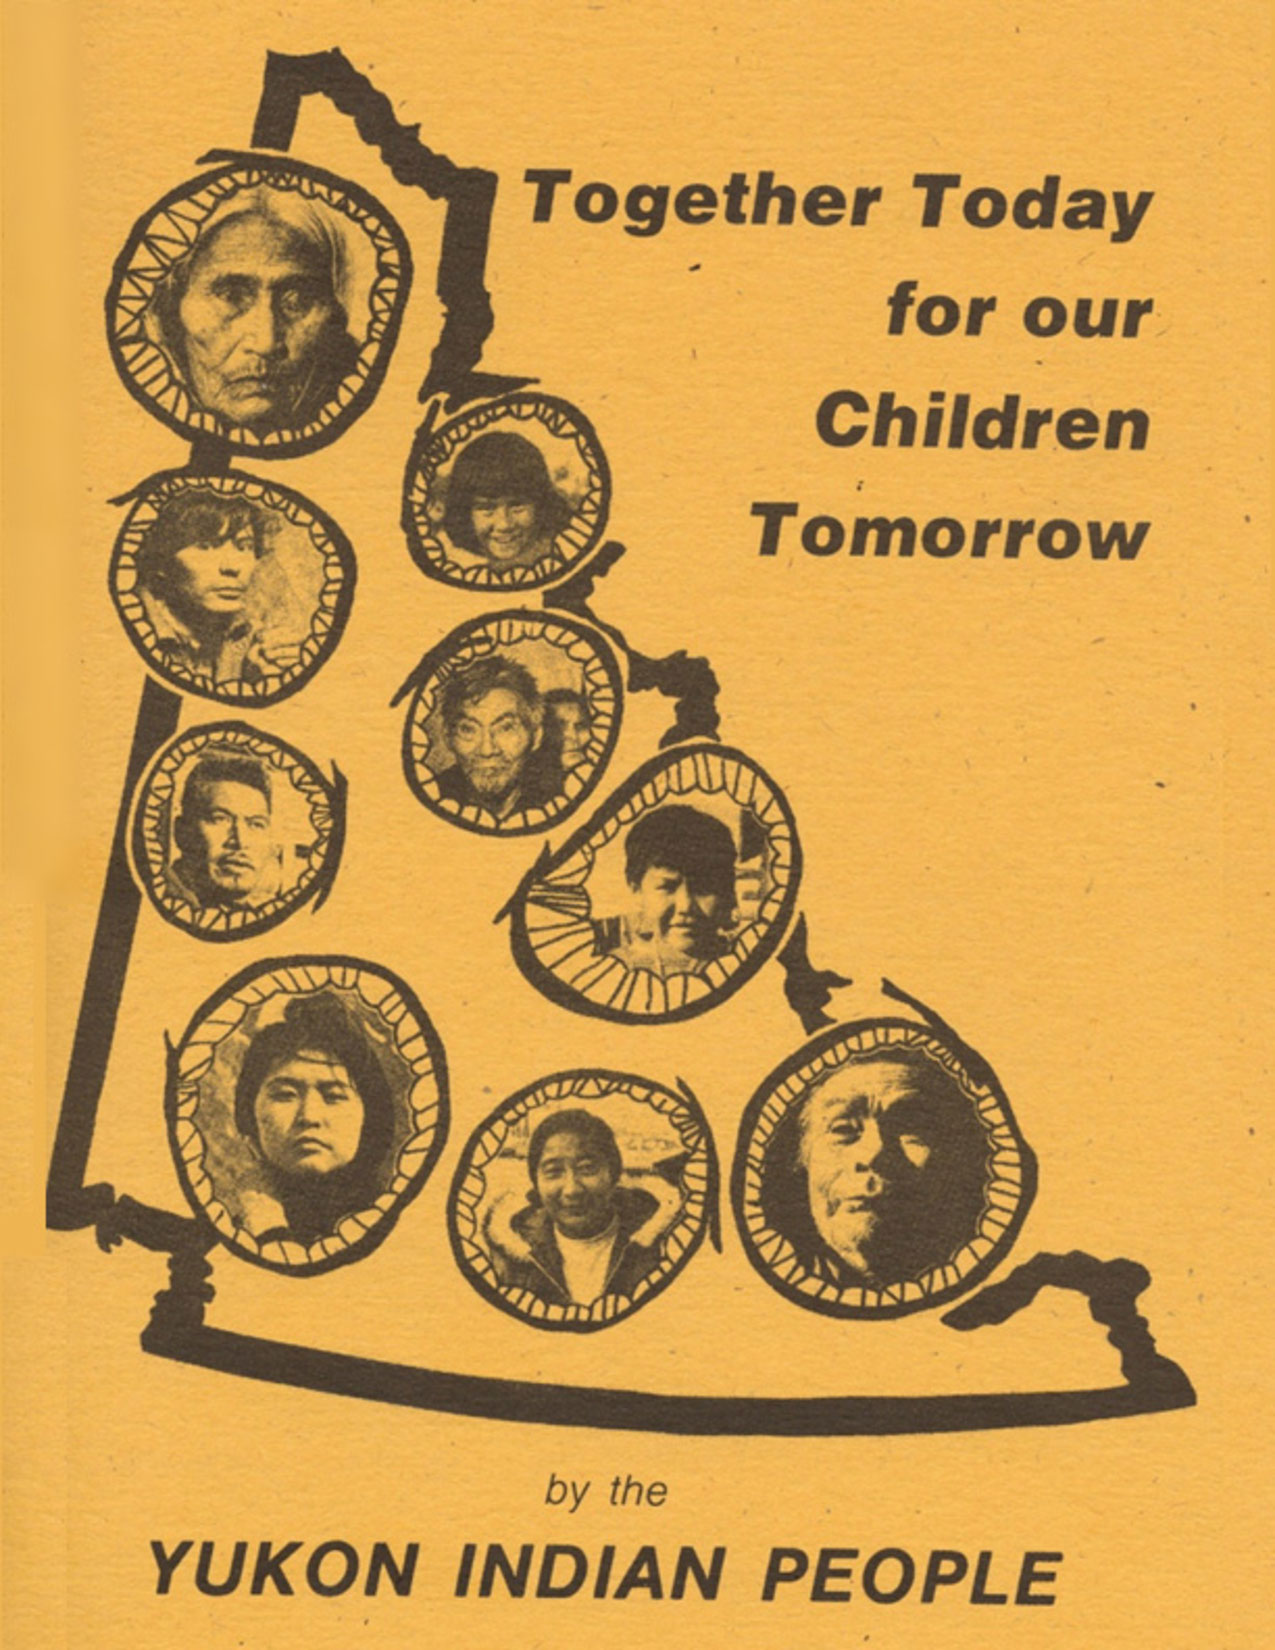 Together Today
for our
Children
Tomorrow
by the
YUKON INDIAN PEOPLE